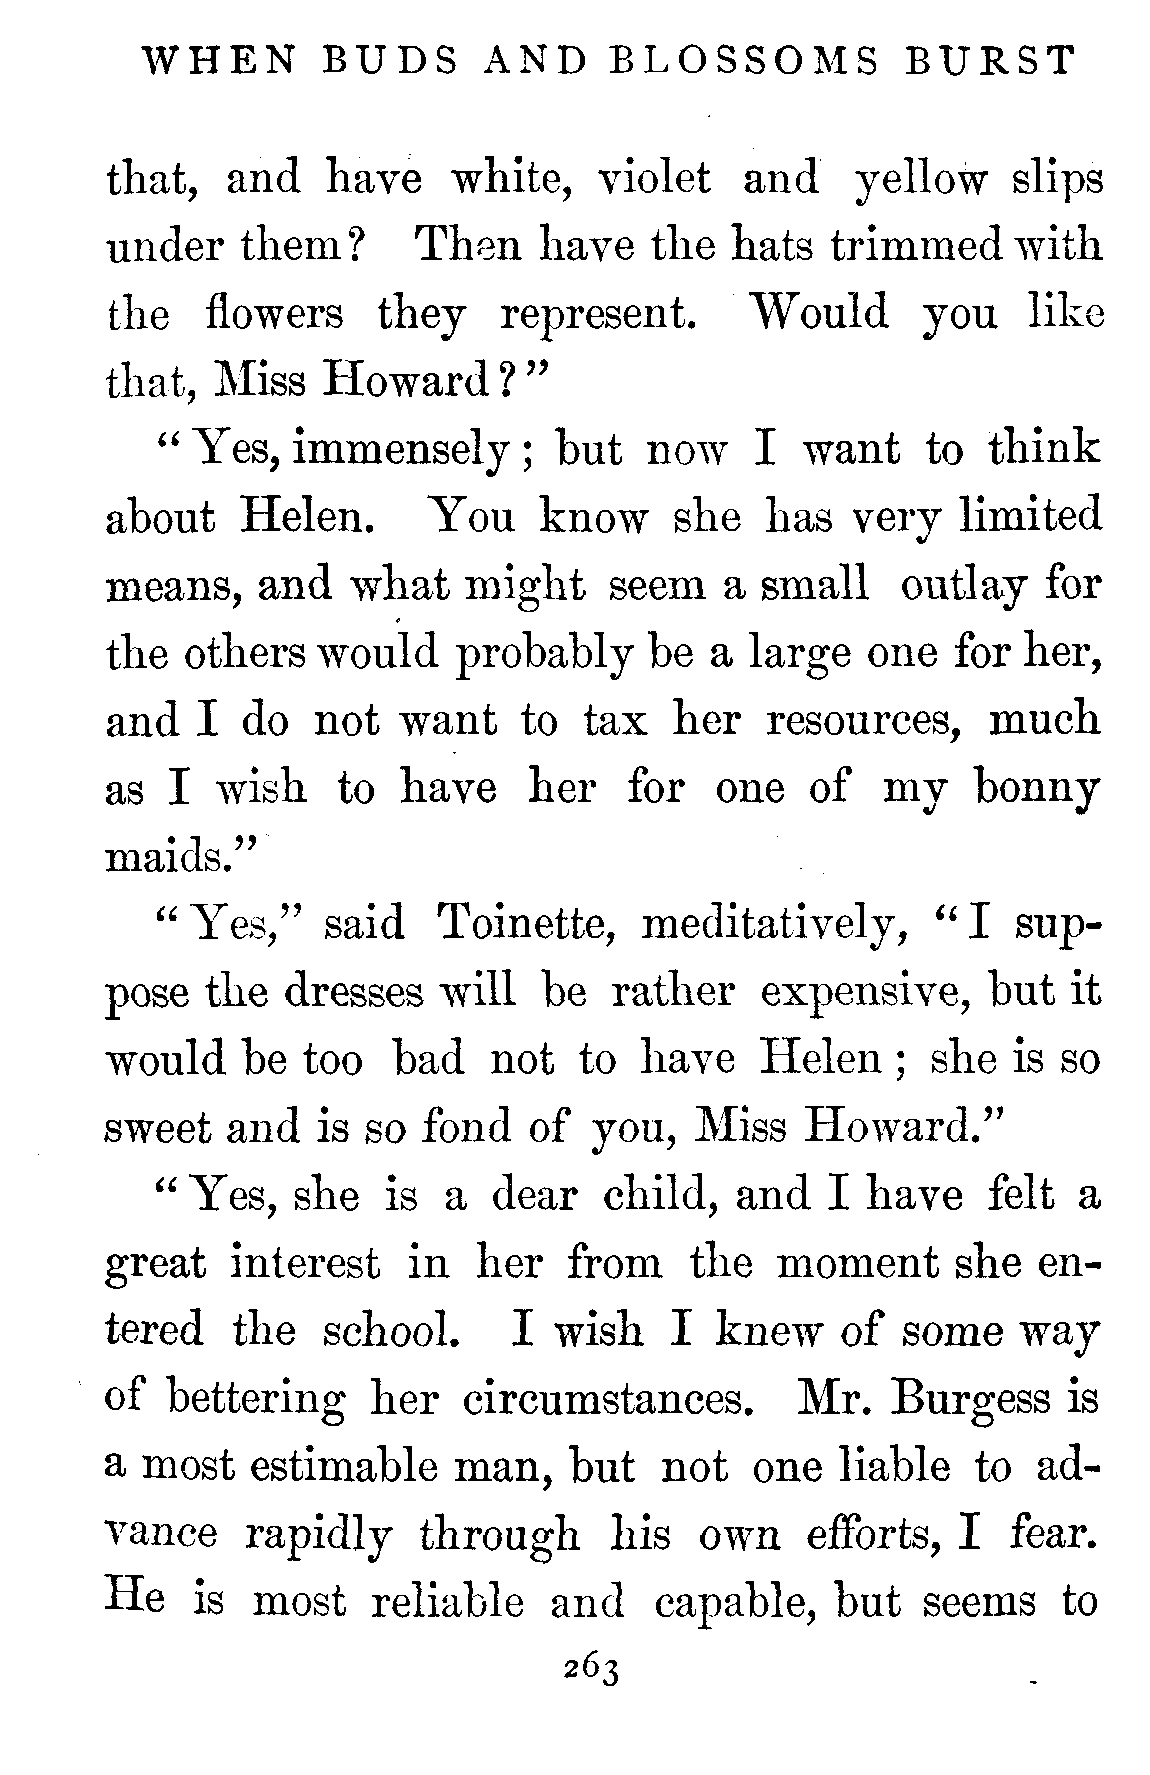 WHEN BUDS AND BLOSSOMS BURST
that, and have white, violet and yellow slips
under them? Then have the hats trimmed with
the flowers they represent. Would you like
that, Miss Howard?"
"Yes, immensely; but now I want to think
about Helen. You know she has very limited
means, and what might seem a small outlay for
the others would probably be a large one for her,
and I do not want to tax her resources, much
as I wish to have her for one of my bonny
maids."
"Yes," said Toinette, meditatively, "I sup-
pose the dresses will be rather expensive, but it
would be too bad not to have Helen; she is so
sweet and is so fond of you, Miss Howard."
"Yes, she is a dear child, and I have felt a
great interest in her from the moment she en-
tered the school. I wish I knew of some way
of bettering her circumstances. Mr. Burgess is
a most estimable man, but not one liable to ad-
vance rapidly through his own efforts, I fear.
He is most reliable and capable, but seems to
263